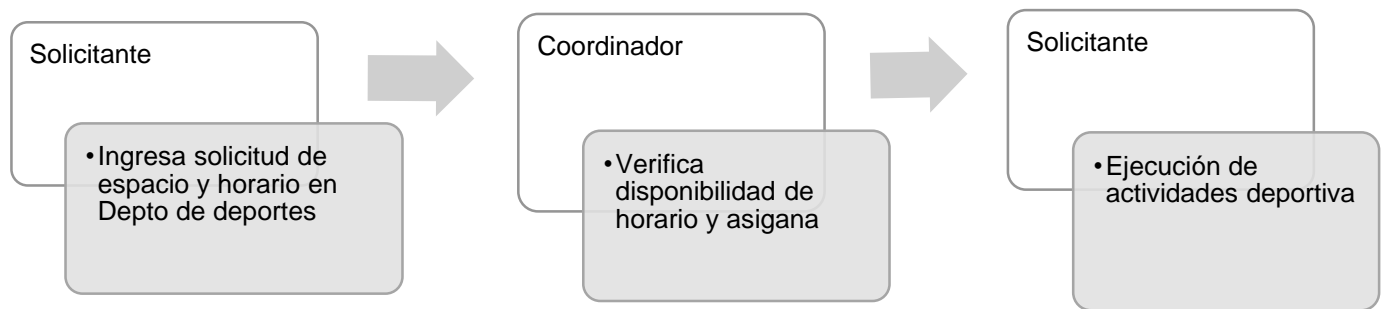 Solicitante
•Ingresa solicitud de
espacio y horario en
Depto de deportes
Coordinador
•Verifica
disponibilidad de
horario y asigana
Solicitante
•Ejecución de
actividades deportiva